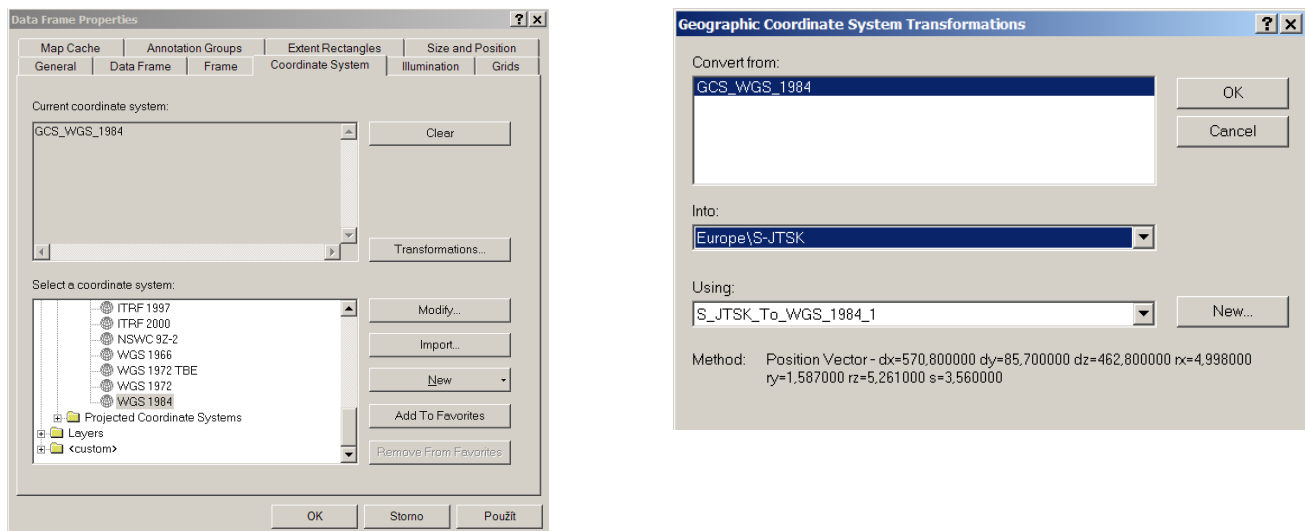 Data Frame Properties
Map Cache
Annotation Groups
Extent Rectangles
Size and Position
General
Data Frame
Frame
Coordinate System
Illumination
Grids
Current coordinate system:
GCS_WGS_1984
Clear
Transformations...
Select a coordinate system:
ITRF 1997
ITRF 2000
NSWC 9Z-2
WGS 1966
WGS 1972 TBE
WGS 1972
WGS 1984
Projected Coordinate Systems
Layers
<custom>
Modify...
Import...
New
Add To Favorites
Remove From Favorites
OK
Storno
Použít
Geographic Coordinate System Transformations
Convert from:
GCS_WGS_1984
OK
Cancel
Into:
Europe\S-JTSK
Using:
S_JTSK_To_WGS_1984_1
New...
Method: Position Vector - dx=570,800000 dy=85,700000 dz=462,800000 rx=4,998000
ry=1,587000 rz=5,261000 s=3,560000